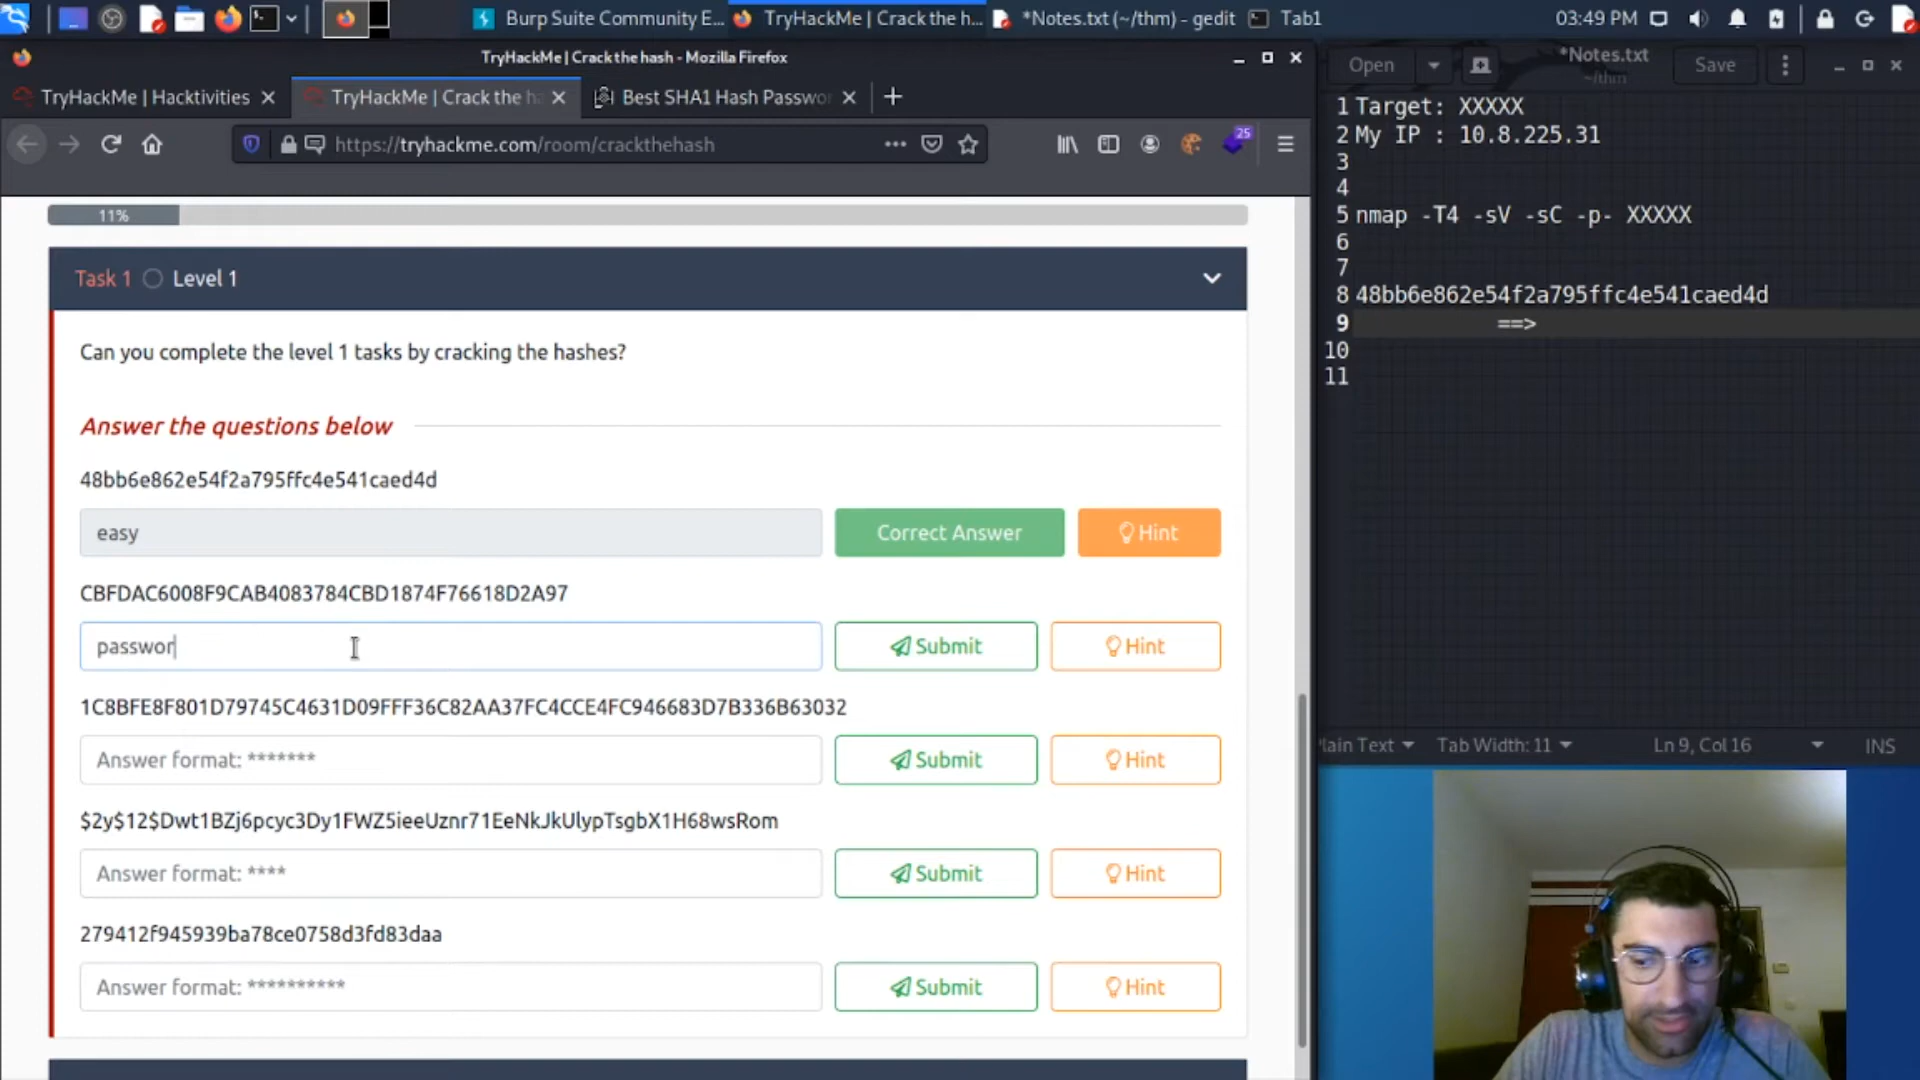 Burp Suite Community E...
TryHackMe | Crack the h...
*Notes.txt (~/thm) - gedit
Tab1
03:49 PM
TryHackMe | Crack the hash - Mozilla Firefox
TryHackMe | Hacktivities
TryHackMe | Crack the ha
Best SHA1 Hash Passwor
https://tryhackme.com/room/crackthehash
25
11%
Task 1
Level 1
Can you complete the level 1 tasks by cracking the hashes?
Answer the questions below
48bb6e862e54f2a795ffc4e541caed4d
easy
Correct Answer
Hint
CBFDAC6008F9CAB4083784CBD1874F76618D2A97
passwor
Submit
Hint
1C8BFE8F801D79745C4631D09FFF36C82AA37FC4CCE4FC946683D7B336B63032
Answer format: *******
Submit
Hint
$2y$12$Dwt1BZj6pcyc3Dy1FWZ5ieeUznr71EeNkJkUlypTsgbX1H68wsRom
Answer format: ****
Submit
Hint
279412f945939ba78ce0758d3fd83daa
Answer format: **********
Submit
Hint
Open
*Notes.txt
~/thm
Save
1 Target: XXXXX
2 My IP : 10.8.225.31
3
4
5 nmap -T4 -sV -sC -p- XXXXX
6
7
8 48bb6e862e54f2a795ffc4e541caed4d
9 ==>
10
11
lain Text
Tab Width: 11
Ln 9, Col 16
INS